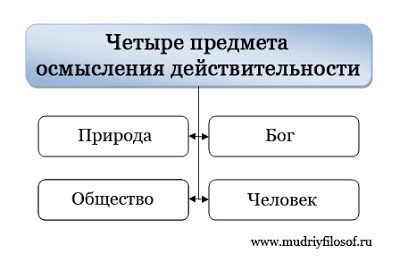 Четыре предмета
осмысления действительности
Природа
Бог
Общество
Человек
www.mudriyfilosof.ru